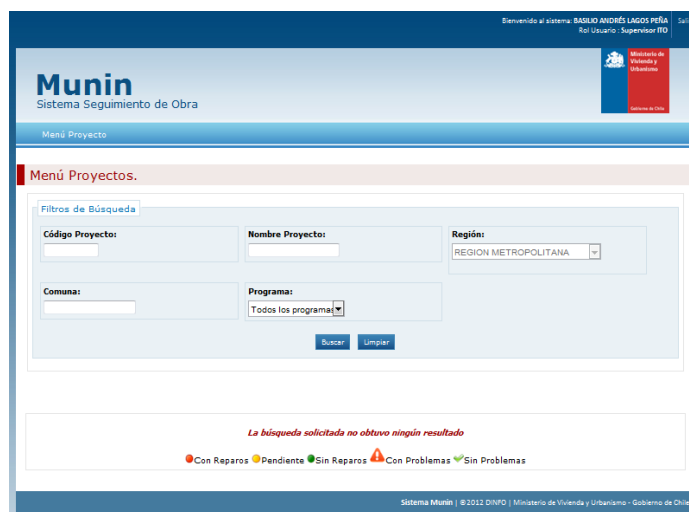 Bienvenido al sistema: BASILIO ANDRÉS LAGOS PEÑA
Rol Usuario : Supervisor ITO
Ministerio de
Vivienda y
Urbanismo
Gobierno de Chile
Munin
Sistema Seguimiento de Obra
Menú Proyecto
Menú Proyectos.
Filtros de Búsqueda
Código Proyecto:
Nombre Proyecto:
Región:
REGION METROPOLITANA
Comuna:
Programa:
Todos los programas
Buscar Limpiar
La búsqueda solicitada no obtuvo ningún resultado
Con Reparos Pendiente Sin Reparos Con Problemas Sin Problemas
Sistema Munin | ®2012 DINFO | Ministerio de Vivienda y Urbanismo - Gobierno de Chile